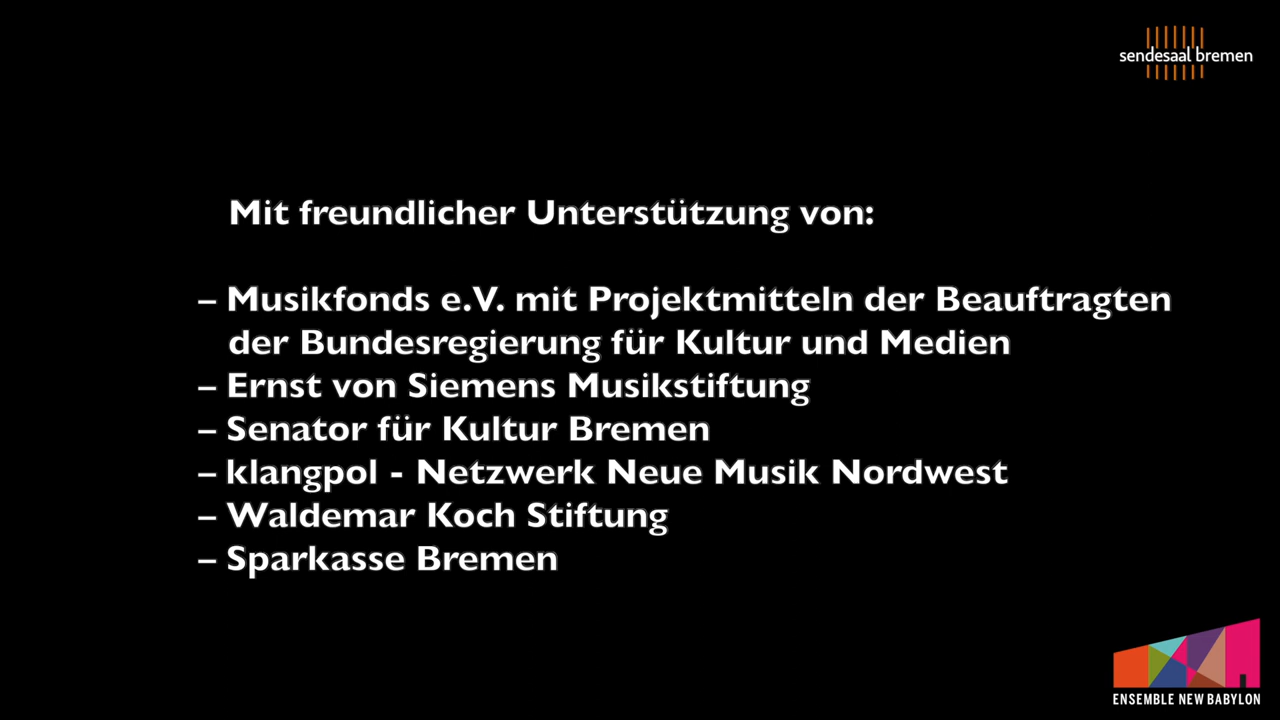 sendesaal bremen
Mit freundlicher Unterstützung von:
– Musikfonds e.V. mit Projektmitteln der Beauftragten
der Bundesregierung für Kultur und Medien
– Ernst von Siemens Musikstiftung
– Senator für Kultur Bremen
– klangpol - Netzwerk Neue Musik Nordwest
– Waldemar Koch Stiftung
– Sparkasse Bremen
ENSEMBLE NEW BABYLON